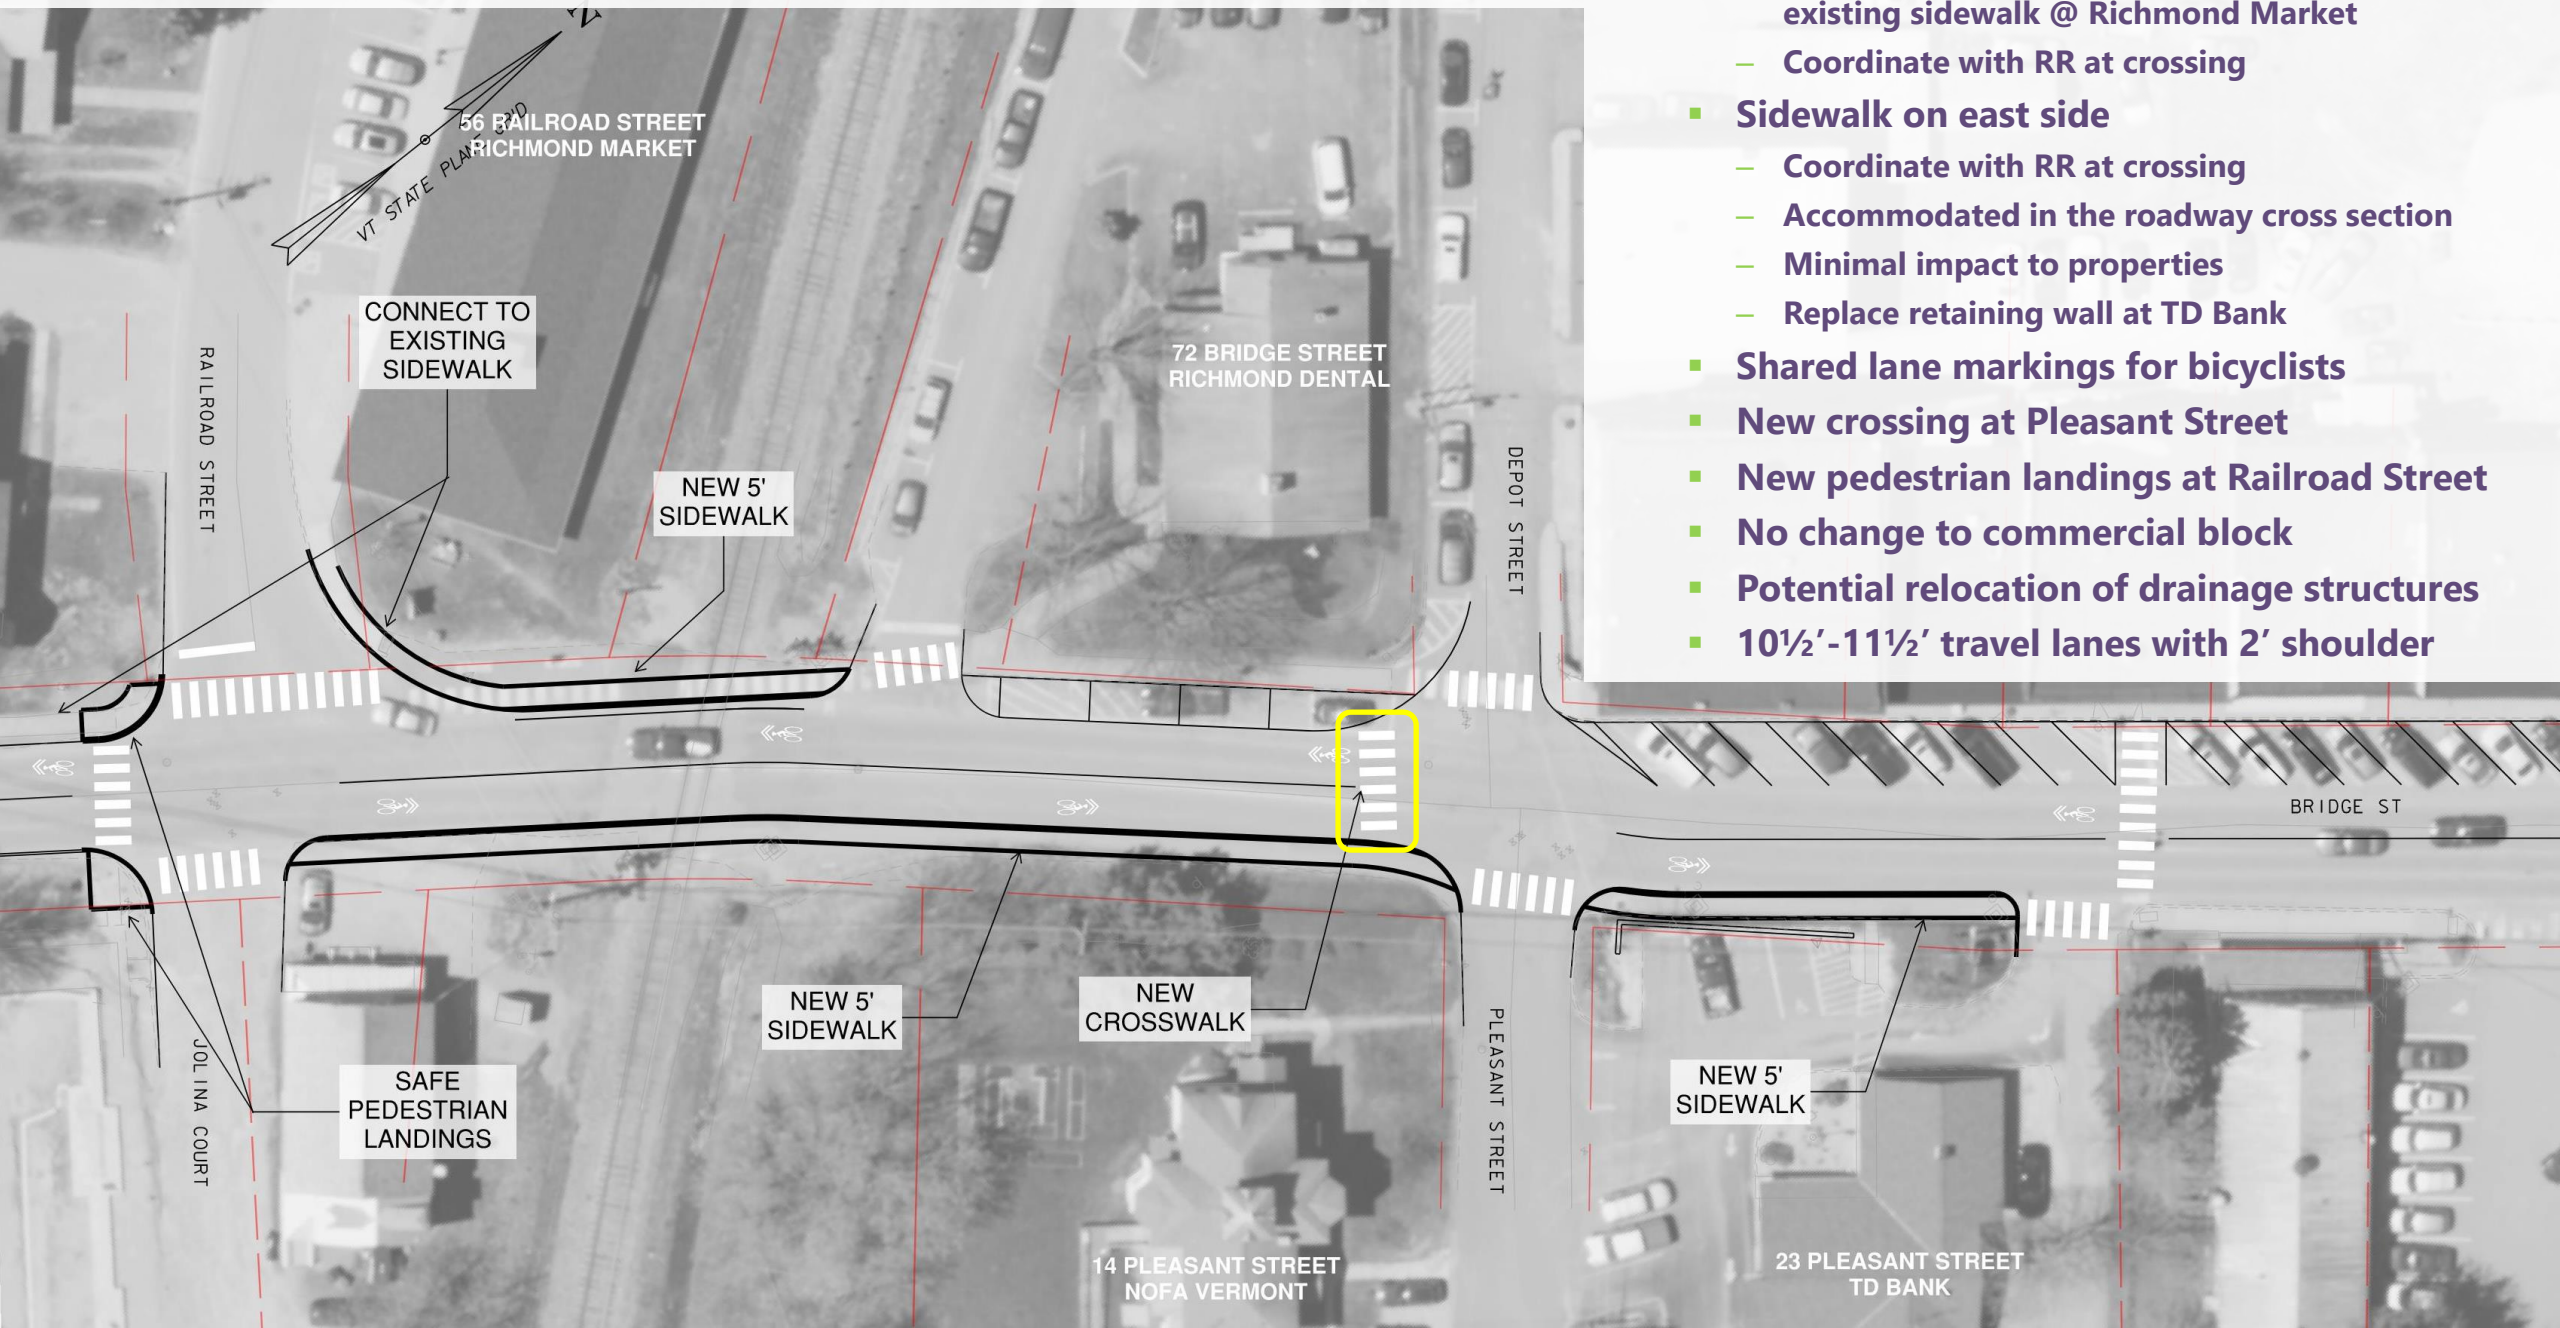 existing sidewalk @ Richmond Market
– Coordinate with RR at crossing
▪ Sidewalk on east side
– Coordinate with RR at crossing
– Accommodated in the roadway cross section
– Minimal impact to properties
– Replace retaining wall at TD Bank
▪ Shared lane markings for bicyclists
▪ New crossing at Pleasant Street
▪ New pedestrian landings at Railroad Street
▪ No change to commercial block
▪ Potential relocation of drainage structures
▪ 10½’-11½’ travel lanes with 2’ shoulder
N
VT STATE PLANE GRID
56 RAILROAD STREET
RICHMOND MARKET
CONNECT TO
EXISTING
SIDEWALK
RAILROAD STREET
NEW 5'
SIDEWALK
72 BRIDGE STREET
RICHMOND DENTAL
DEPOT STREET
BRIDGE ST
NEW 5'
SIDEWALK
NEW
CROSSWALK
SAFE
PEDESTRIAN
LANDINGS
JOLINA COURT
PLEASANT STREET
NEW 5'
SIDEWALK
14 PLEASANT STREET
NOFA VERMONT
23 PLEASANT STREET
TD BANK